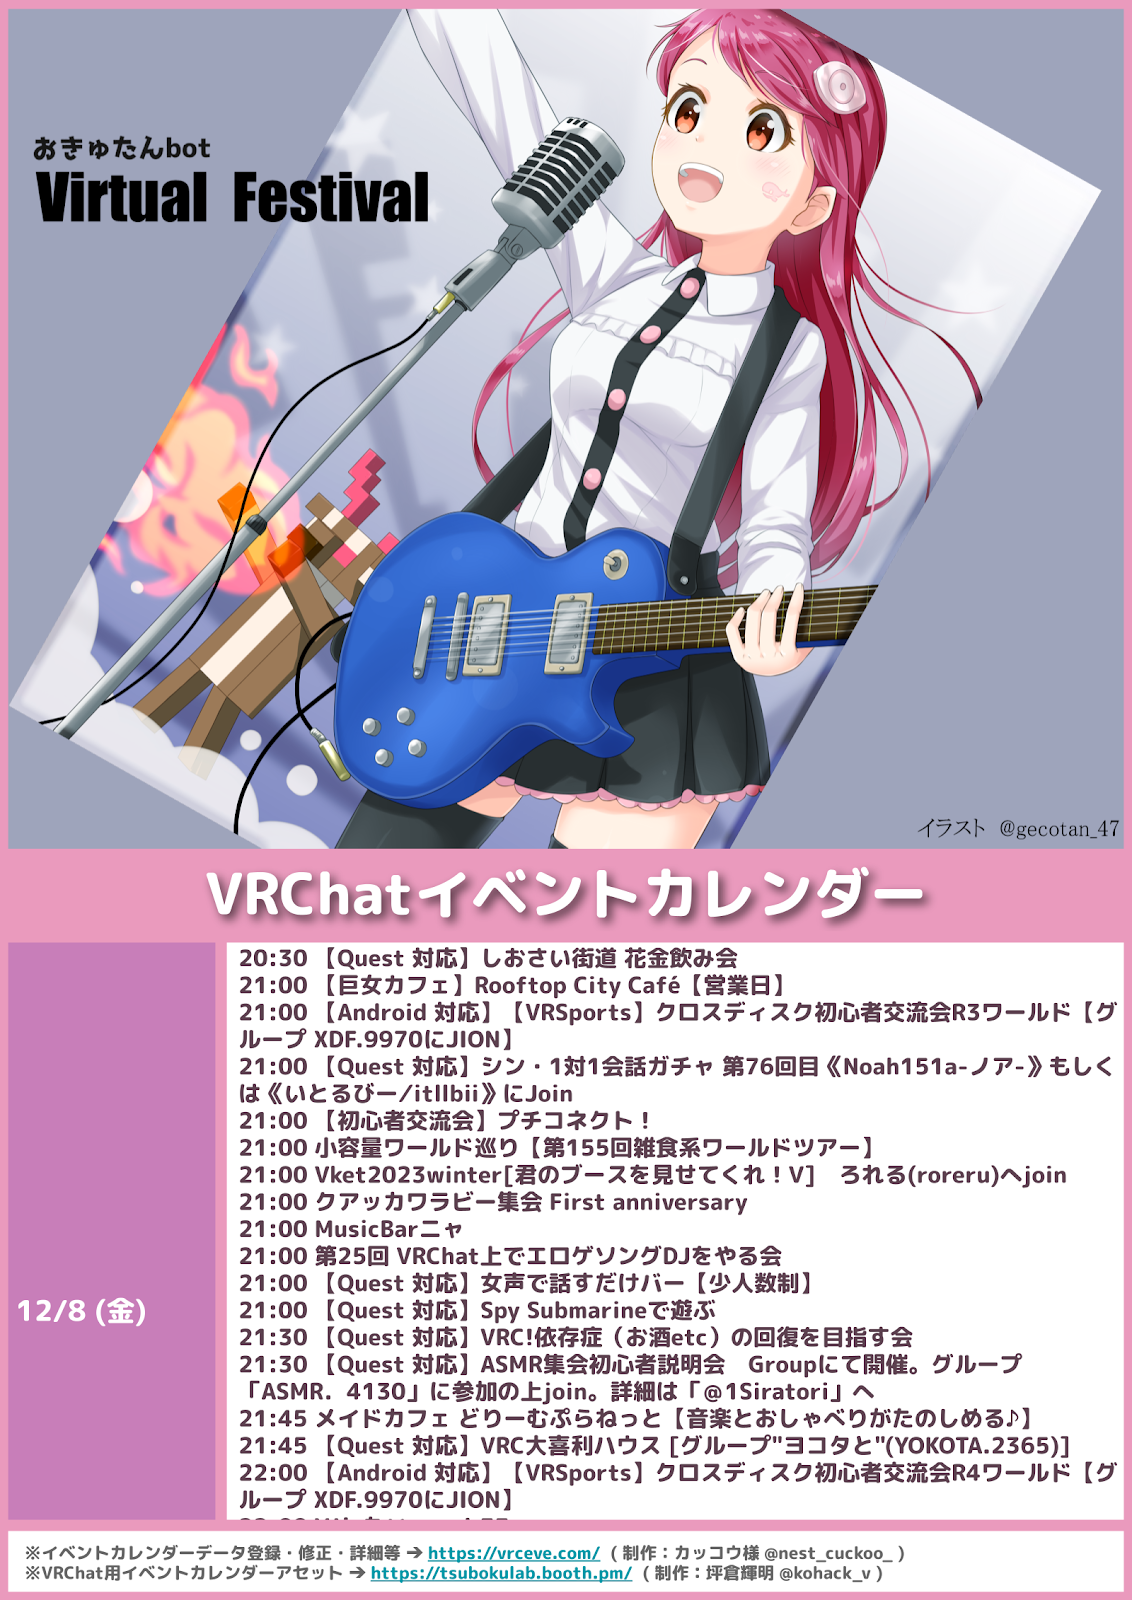 おきゅたんbot
Virtual Festival
イラスト @gecotan_47
VRChatイベントカレンダー
12/8 (金)
20:30 【Quest 対応】しおさい街道 花金飲み会
21:00 【巨女カフェ】Rooftop City Café【営業日】
21:00 【Android 対応】【VRSports】クロスディスク初心者交流会R3ワールド【グ
ループ XDF.9970にJION】
21:00 【Quest 対応】シン・1対1会話ガチャ 第76回目《Noah151a-ノア-》もしく
は《いとるびー/itllbii》にJoin
21:00 【初心者交流会】プチコネクト！
21:00 小容量ワールド巡り【第155回雑食系ワールドツアー】
21:00 Vket2023winter[君のブースを見せてくれ！V]　ろれる(roreru)へjoin
21:00 クアッカワラビー集会 First anniversary
21:00 MusicBarニャ
21:00 第25回 VRChat上でエロゲソングDJをやる会
21:00 【Quest 対応】女声で話すだけバー【少人数制】
21:00 【Quest 対応】Spy Submarineで遊ぶ
21:30 【Quest 対応】VRC!依存症（お酒etc）の回復を目指す会
21:30 【Quest 対応】ASMR集会初心者説明会　Groupにて開催。グループ
「ASMR．4130」に参加の上join。詳細は「＠1Siratori」へ
21:45 メイドカフェ どりーむぷらねっと【音楽とおしゃべりがたのしめる♪】
21:45 【Quest 対応】VRC大喜利ハウス [グループ"ヨコタと"(YOKOTA.2365)]
22:00 【Android 対応】【VRSports】クロスディスク初心者交流会R4ワールド【グ
ループ XDF.9970にJION】
※イベントカレンダーデータ登録・修正・詳細等 ➔ https://vrceve.com/ （制作：カッコウ様 @nest_cuckoo_）
※VRChat用イベントカレンダーアセット ➔ https://tsubokulab.booth.pm/ （制作：坪倉輝明 @kohack_v）